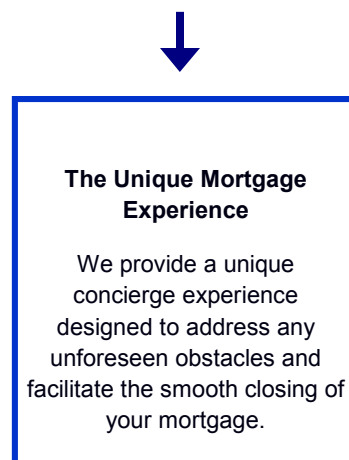 The Unique Mortgage
Experience
We provide a unique
concierge experience
designed to address any
unforeseen obstacles and
facilitate the smooth closing of
your mortgage.